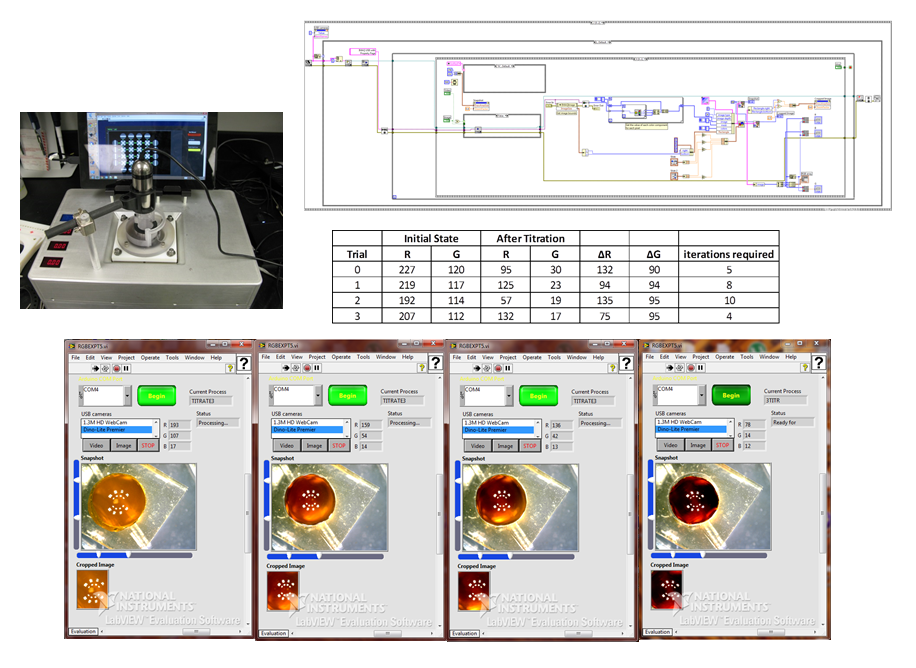 Initial State After Titration
Trial R G R G ΔR ΔG iterations required
0 227 120 95 30 132 90 5
1 219 117 125 23 94 94 8
2 192 114 57 19 135 95 10
3 207 112 132 17 75 95 4
RGBEXPTS.vi
File Edit View Project Operate Tools Window Help
COM4
Begin
Current Process
TITRATE3
USB cameras
Status
1.3M HD WebCam
Dino-Lite Premier
R 193
G 107
B 17
Processing...
Video Image STOP
Snapshot
Cropped Image
NATIONAL
INSTRUMENTS
LabVIEW Evaluation Software
Evaluation
RGBEXPTS.vi
File Edit View Project Operate Tools Window Help
COM4
Begin
Current Process
TITRATE3
USB cameras
Status
1.3M HD WebCam
Dino-Lite Premier
R 159
G 54
B 14
Processing...
Video Image STOP
Snapshot
Cropped Image
NATIONAL
INSTRUMENTS
LabVIEW Evaluation Software
Evaluation
RGBEXPTS.vi
File Edit View Project Operate Tools Window Help
COM4
Begin
Current Process
TITRATE3
USB cameras
Status
1.3M HD WebCam
Dino-Lite Premier
R 136
G 42
B 13
Processing...
Video Image STOP
Snapshot
Cropped Image
NATIONAL
INSTRUMENTS
LabVIEW Evaluation Software
Evaluation
RGBEXPTS.vi
File Edit View Project Operate Tools Window Help
COM4
Begin
Current Process
3TITR
USB cameras
Status
1.3M HD WebCam
Dino-Lite Premier
R 78
G 14
B 12
Ready for
Video Image STOP
Snapshot
Cropped Image
NATIONAL
INSTRUMENTS
LabVIEW Evaluation Software
Evaluation